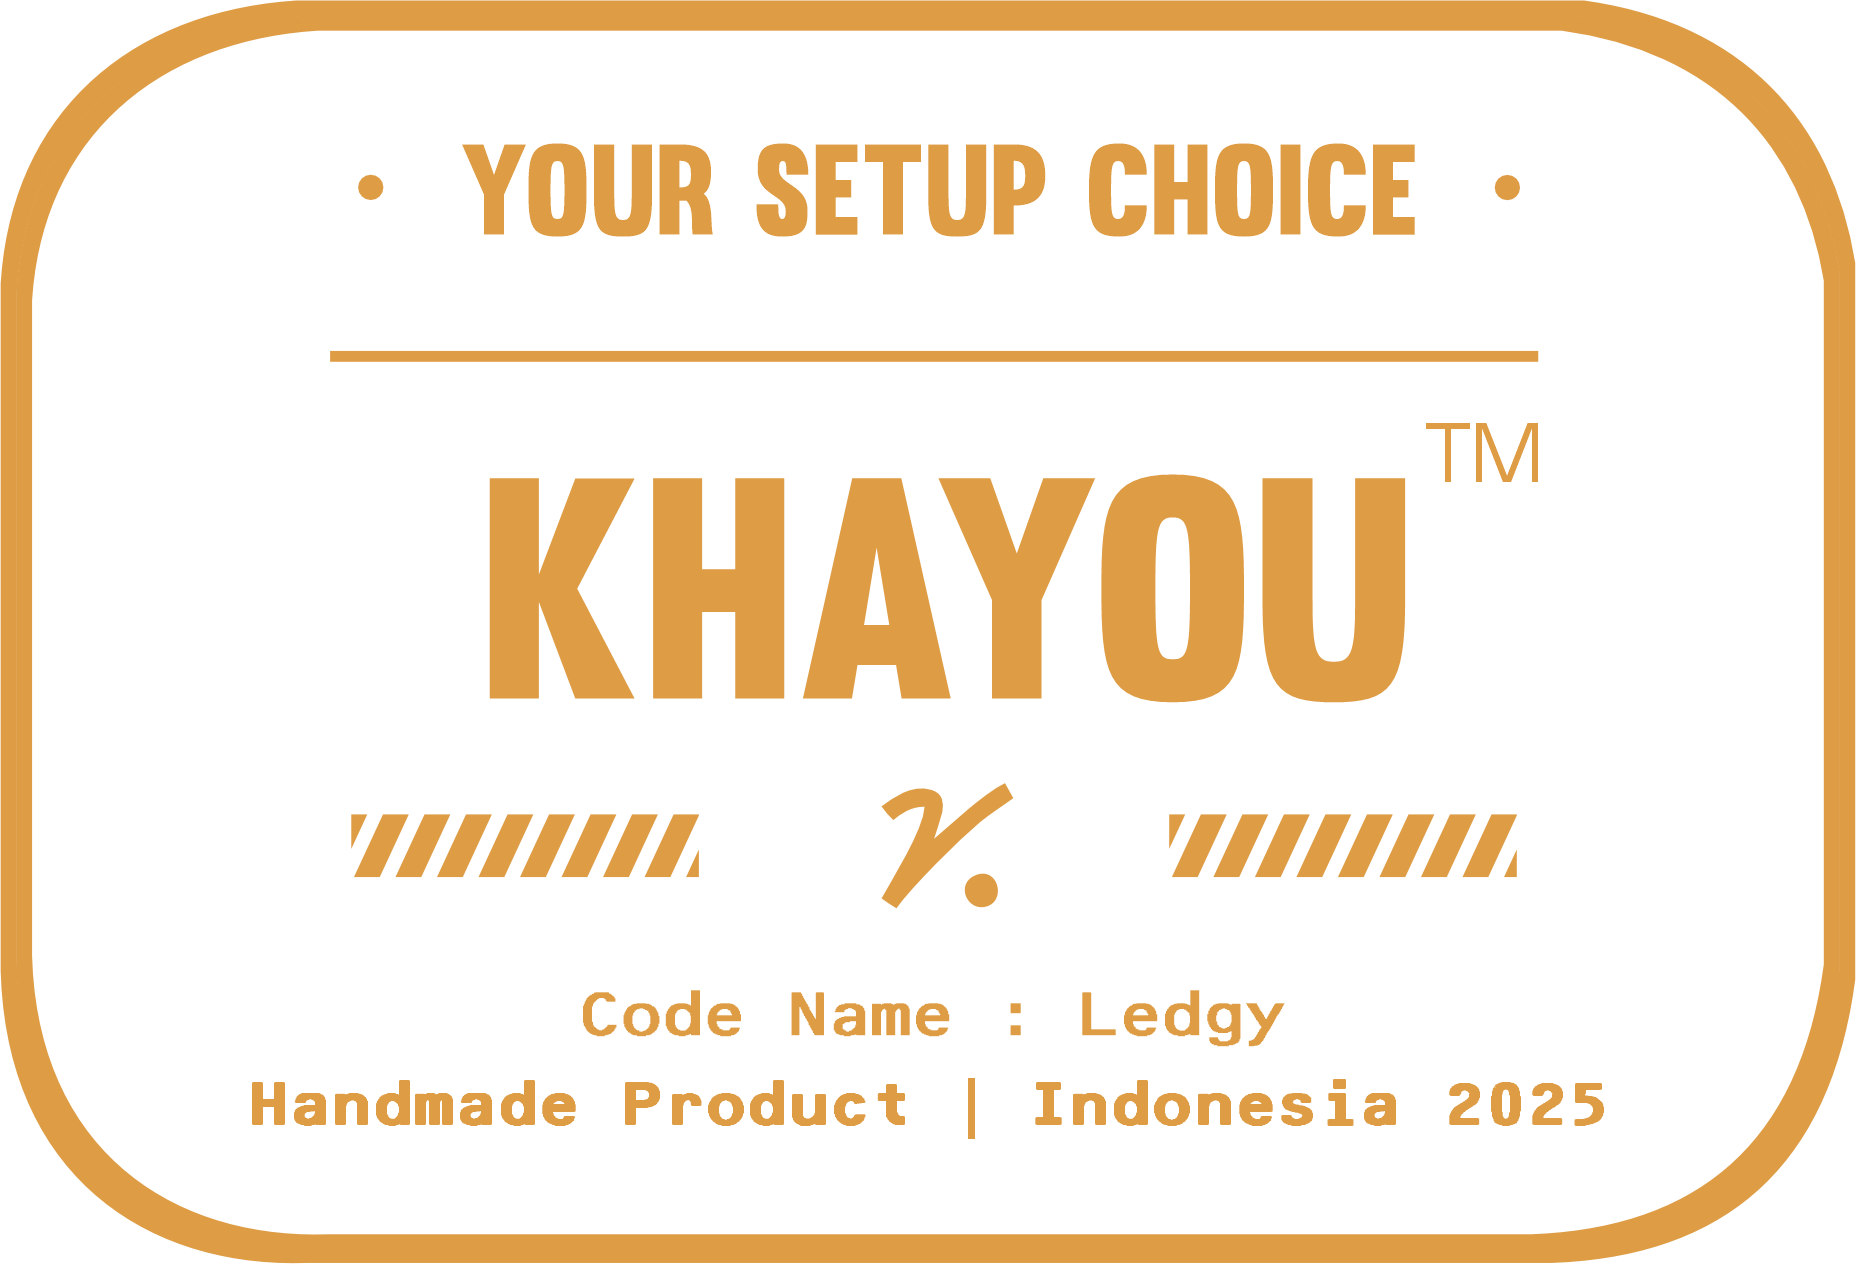 • YOUR SETUP CHOICE •
KHAYOU™
r.
Code Name : Ledgy
Handmade Product | Indonesia 2025